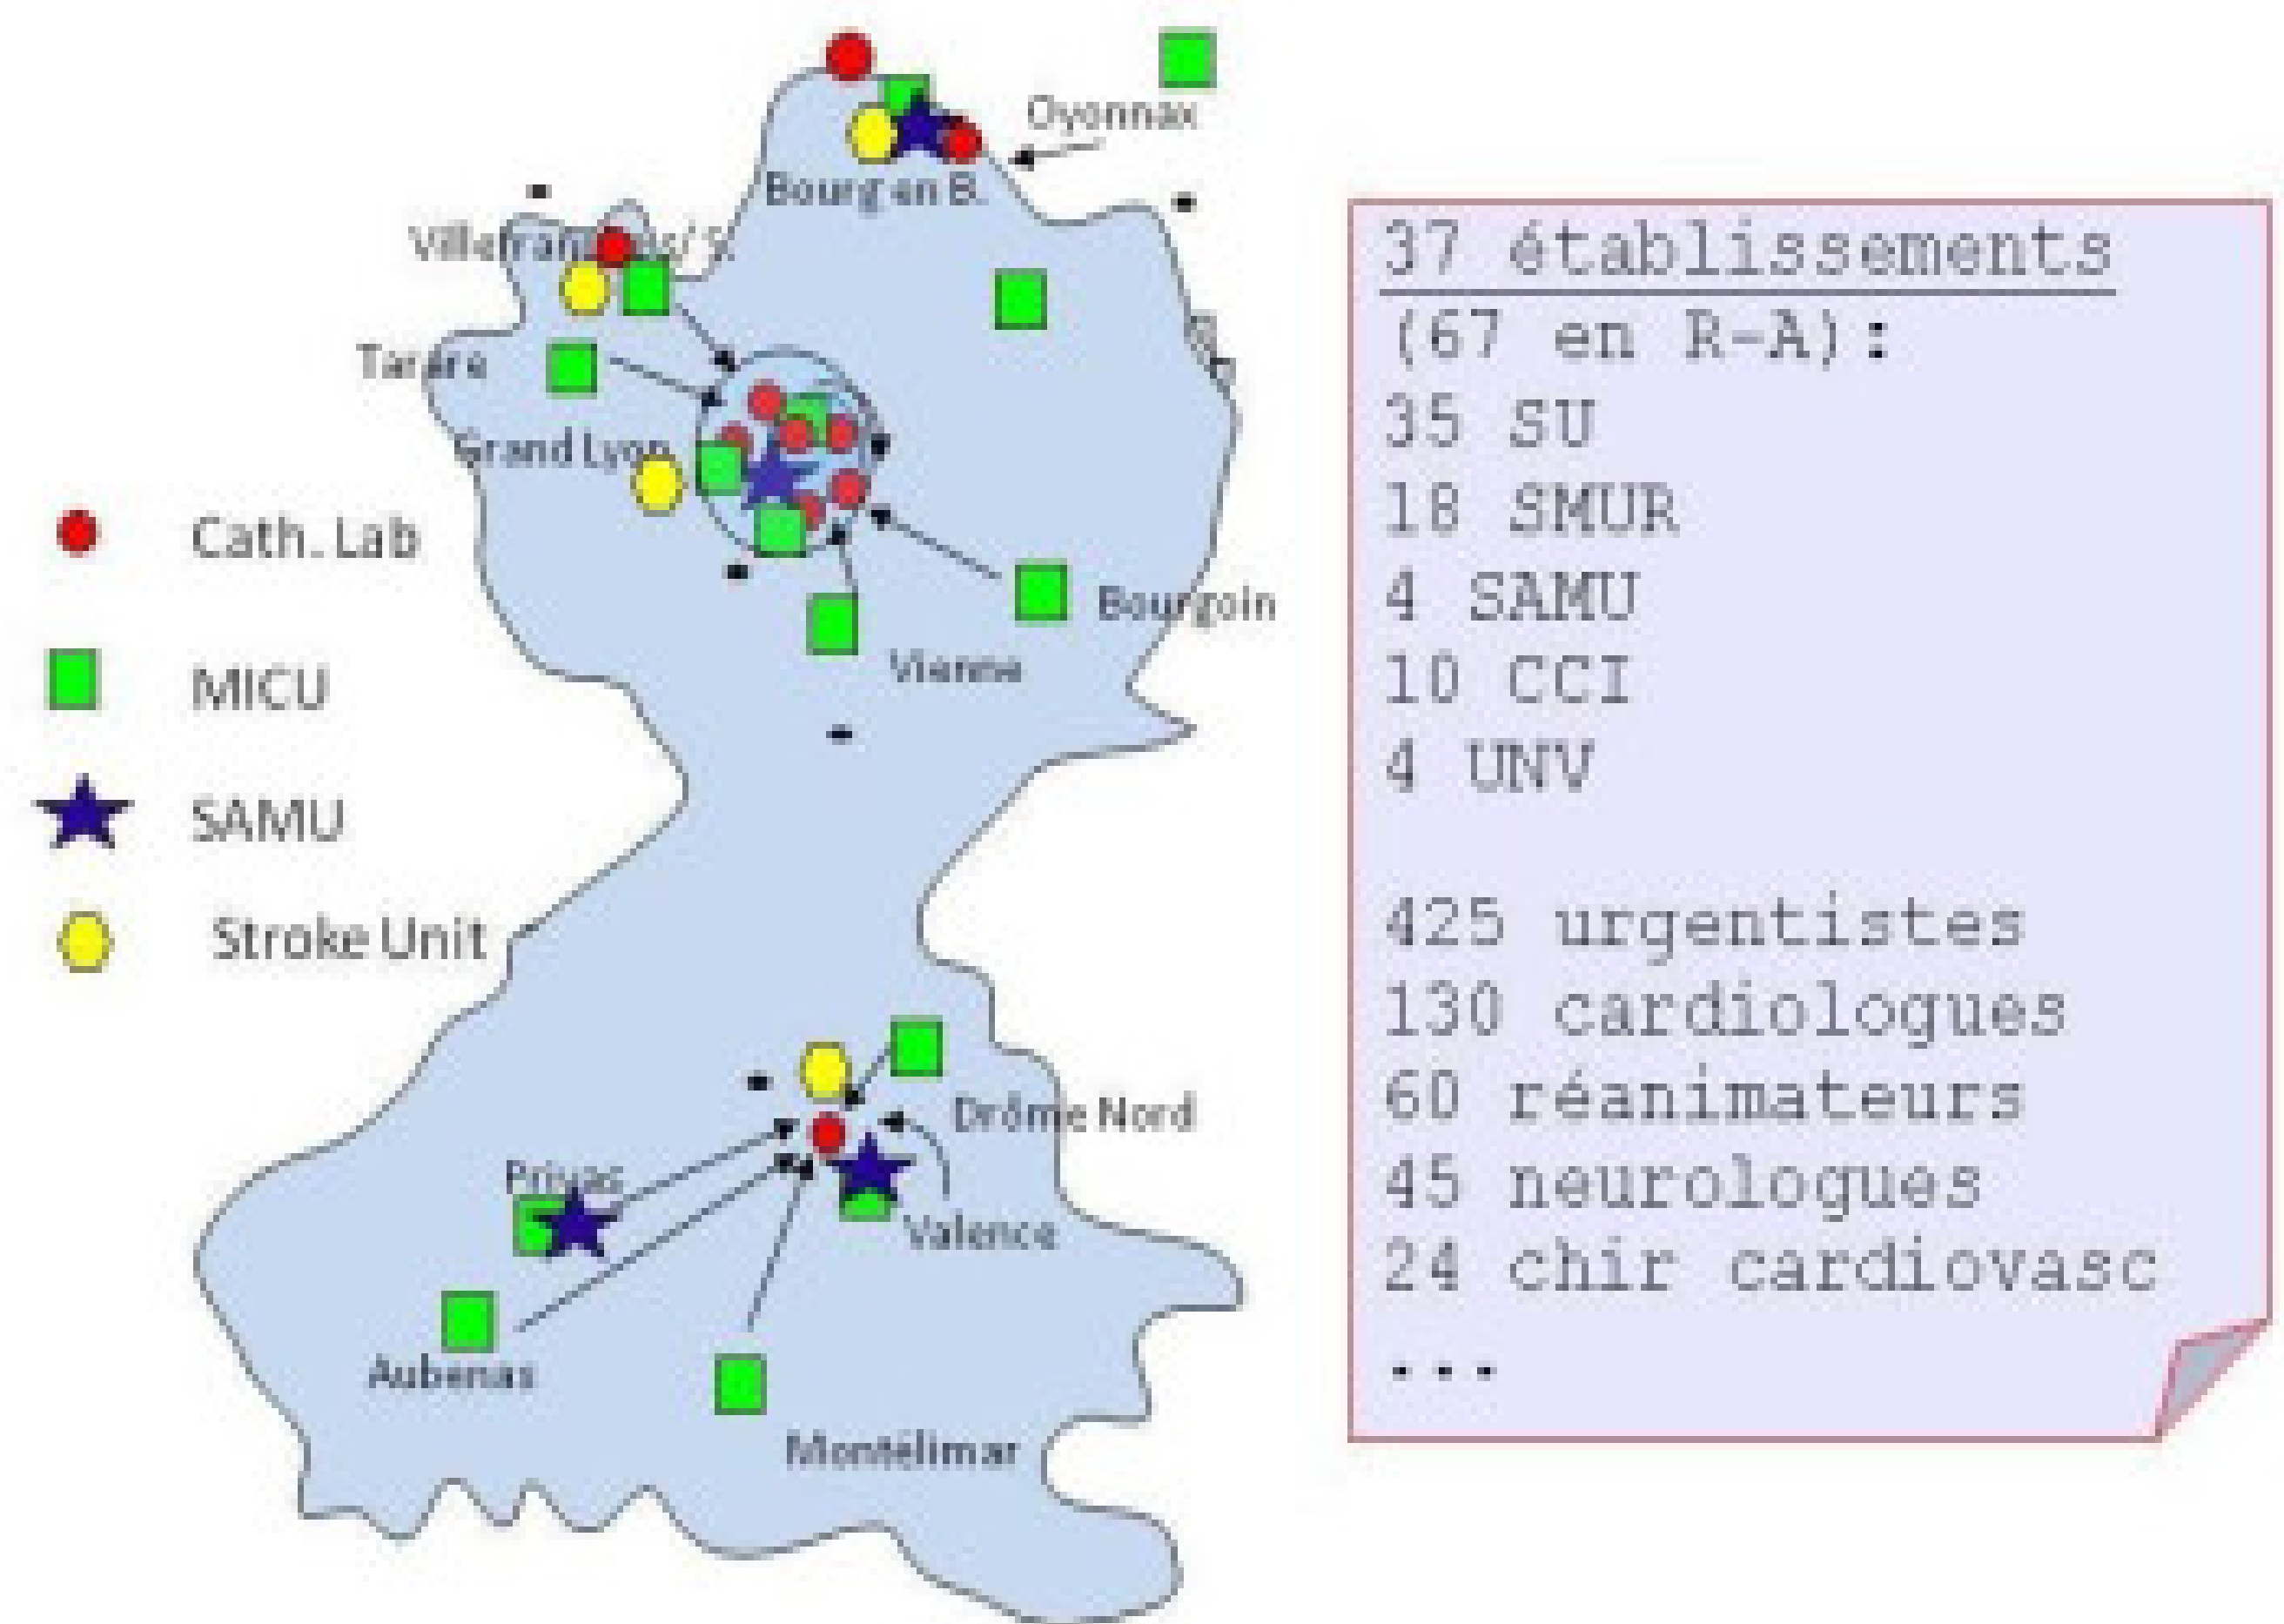 Oyonnax
Bourg en B.
Tarare
Grand Lyon
Bourgoin
Vienne
Cath. Lab
MICU
SAMU
Stroke Unit
Drôme Nord
Privas
Valence
Aubenas
Montélimar
37 établissements
(67 en R-A):
35 SU
18 SMUR
4 SAMU
10 CCI
4 UNV
425 urgentistes
130 cardiologues
60 réanimateurs
45 neurologues
24 chir cardiovasc
...